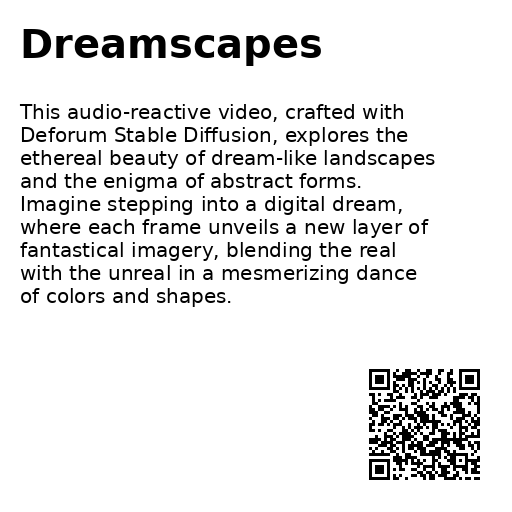 Dreamscapes
This audio-reactive video, crafted with
Deforum Stable Diffusion, explores the
ethereal beauty of dream-like landscapes
and the enigma of abstract forms.
Imagine stepping into a digital dream,
where each frame unveils a new layer of
fantastical imagery, blending the real
with the unreal in a mesmerizing dance
of colors and shapes.